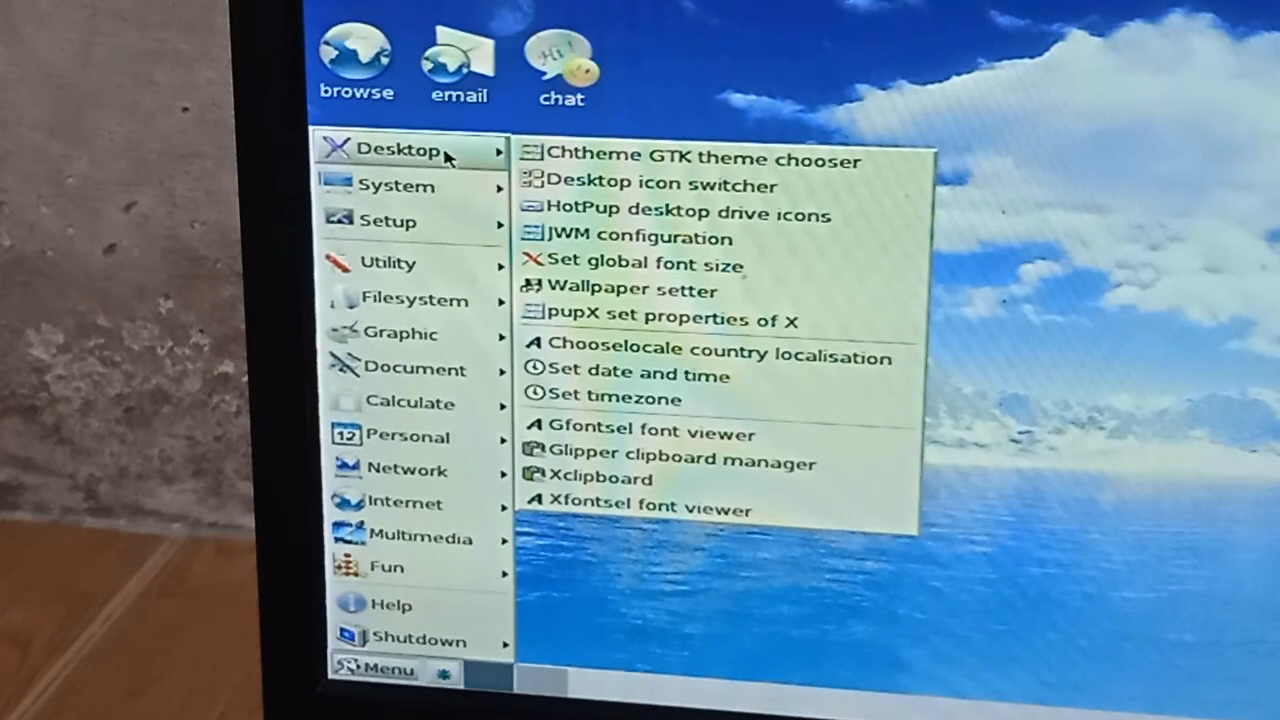 browse
email
Hi!
chat
Desktop
System
Setup
Utility
Filesystem
Graphic
Document
Calculate
12 Personal
Network
Internet
Multimedia
Fun
Help
Shutdown
Menu
Chtheme GTK theme chooser
Desktop icon switcher
HotPup desktop drive icons
JWM configuration
Set global font size
Wallpaper setter
pupX set properties of X
A Chooselocale country localisation
Set date and time
Set timezone
A Gfontsel font viewer
Glipper clipboard manager
Xclipboard
A Xfontsel font viewer